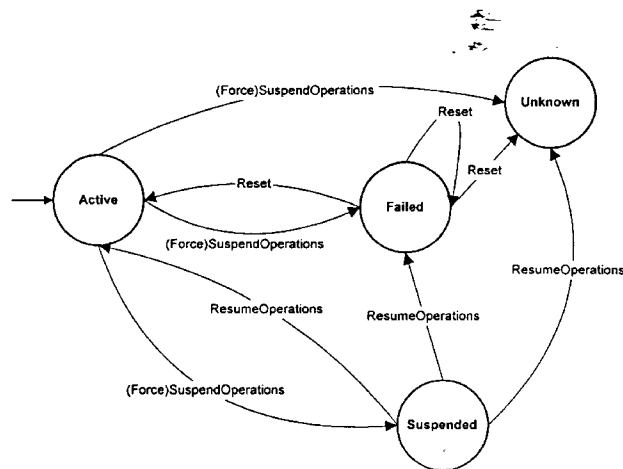 Unknown
(Force)SuspendOperations
Reset
Reset
Reset
Active
Failed
(Force)SuspendOperations
ResumeOperations
ResumeOperations
ResumeOperations
(Force)SuspendOperations
Suspended